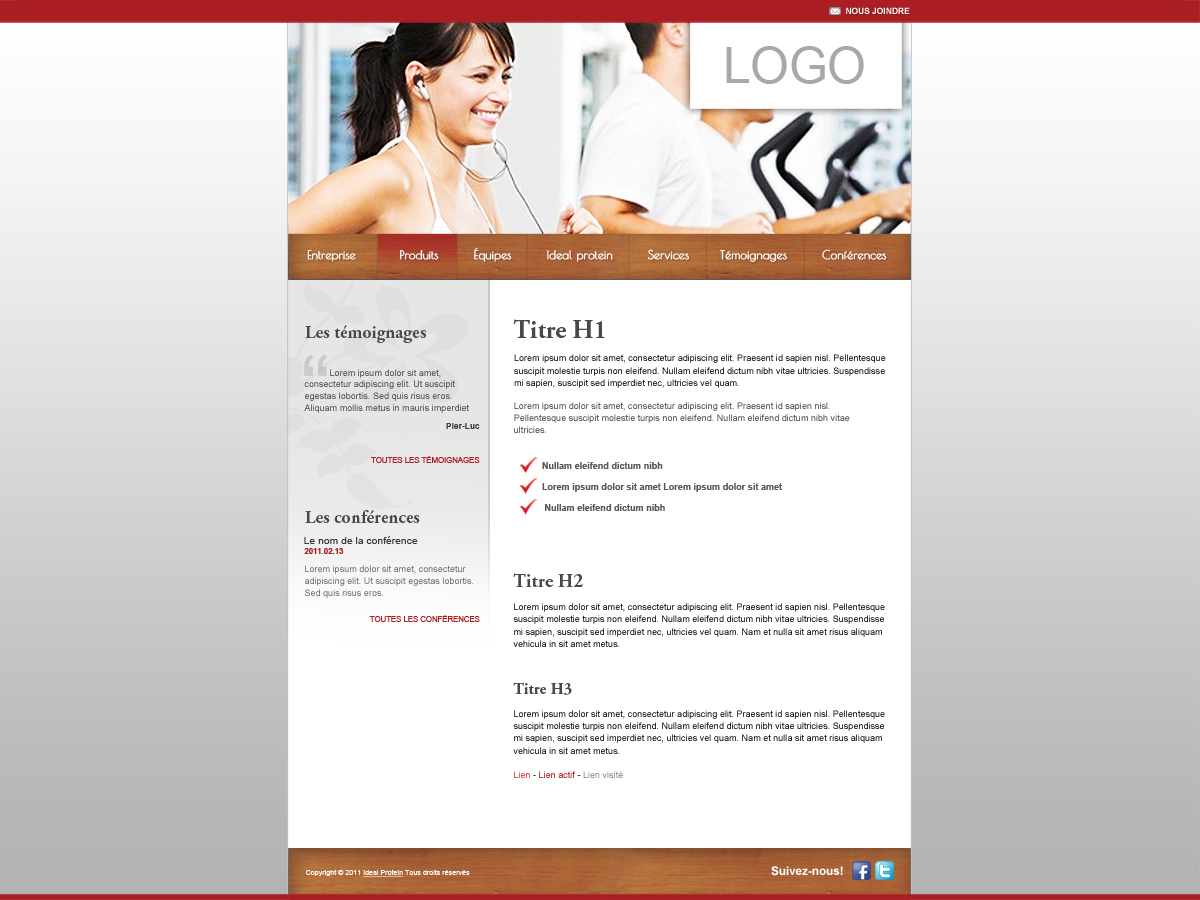 NOUS JOINDRE
LOGO
Entreprise Produits Équipes Ideal protein Services Témoignages Conférences
Les témoignages
“ Lorem ipsum dolor sit amet,
consectetur adipiscing elit. Ut suscipit
egestas lobortis. Sed quis risus eros.
Aliquam mollis metus in mauris imperdiet
Pier-Luc
TOUTES LES TÉMOIGNAGES
Les conférences
Le nom de la conférence
2011.02.13
Lorem ipsum dolor sit amet, consectetur
adipiscing elit. Ut suscipit egestas lobortis.
Sed quis risus eros.
TOUTES LES CONFÉRENCES
Titre H1
Lorem ipsum dolor sit amet, consectetur adipiscing elit. Praesent id sapien nisl. Pellentesque
suscipit molestie turpis non eleifend. Nullam eleifend dictum nibh vitae ultricies. Suspendisse
mi sapien, suscipit sed imperdiet nec, ultricies vel quam.
Lorem ipsum dolor sit amet, consectetur adipiscing elit. Praesent id sapien nisl.
Pellentesque suscipit molestie turpis non eleifend. Nullam eleifend dictum nibh vitae
ultricies.
Nullam eleifend dictum nibh
Lorem ipsum dolor sit amet Lorem ipsum dolor sit amet
Nullam eleifend dictum nibh
Titre H2
Lorem ipsum dolor sit amet, consectetur adipiscing elit. Praesent id sapien nisl. Pellentesque
suscipit molestie turpis non eleifend. Nullam eleifend dictum nibh vitae ultricies. Suspendisse
mi sapien, suscipit sed imperdiet nec, ultricies vel quam. Nam et nulla sit amet risus aliquam
vehicula in sit amet metus.
Titre H3
Lorem ipsum dolor sit amet, consectetur adipiscing elit. Praesent id sapien nisl. Pellentesque
suscipit molestie turpis non eleifend. Nullam eleifend dictum nibh vitae ultricies. Suspendisse
mi sapien, suscipit sed imperdiet nec, ultricies vel quam. Nam et nulla sit amet risus aliquam
vehicula in sit amet metus.
Lien - Lien actif - Lien visité
Copyright © 2011 Ideal Protein Tous droits réservés
Suivez-nous! f t